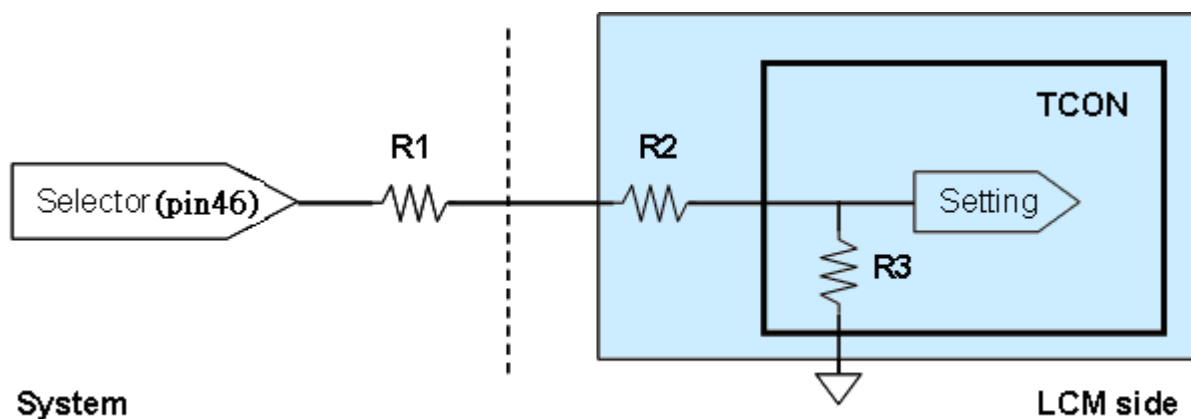 TCON
R1
R2
Selector(pin46)
Setting
R3
System
LCM side